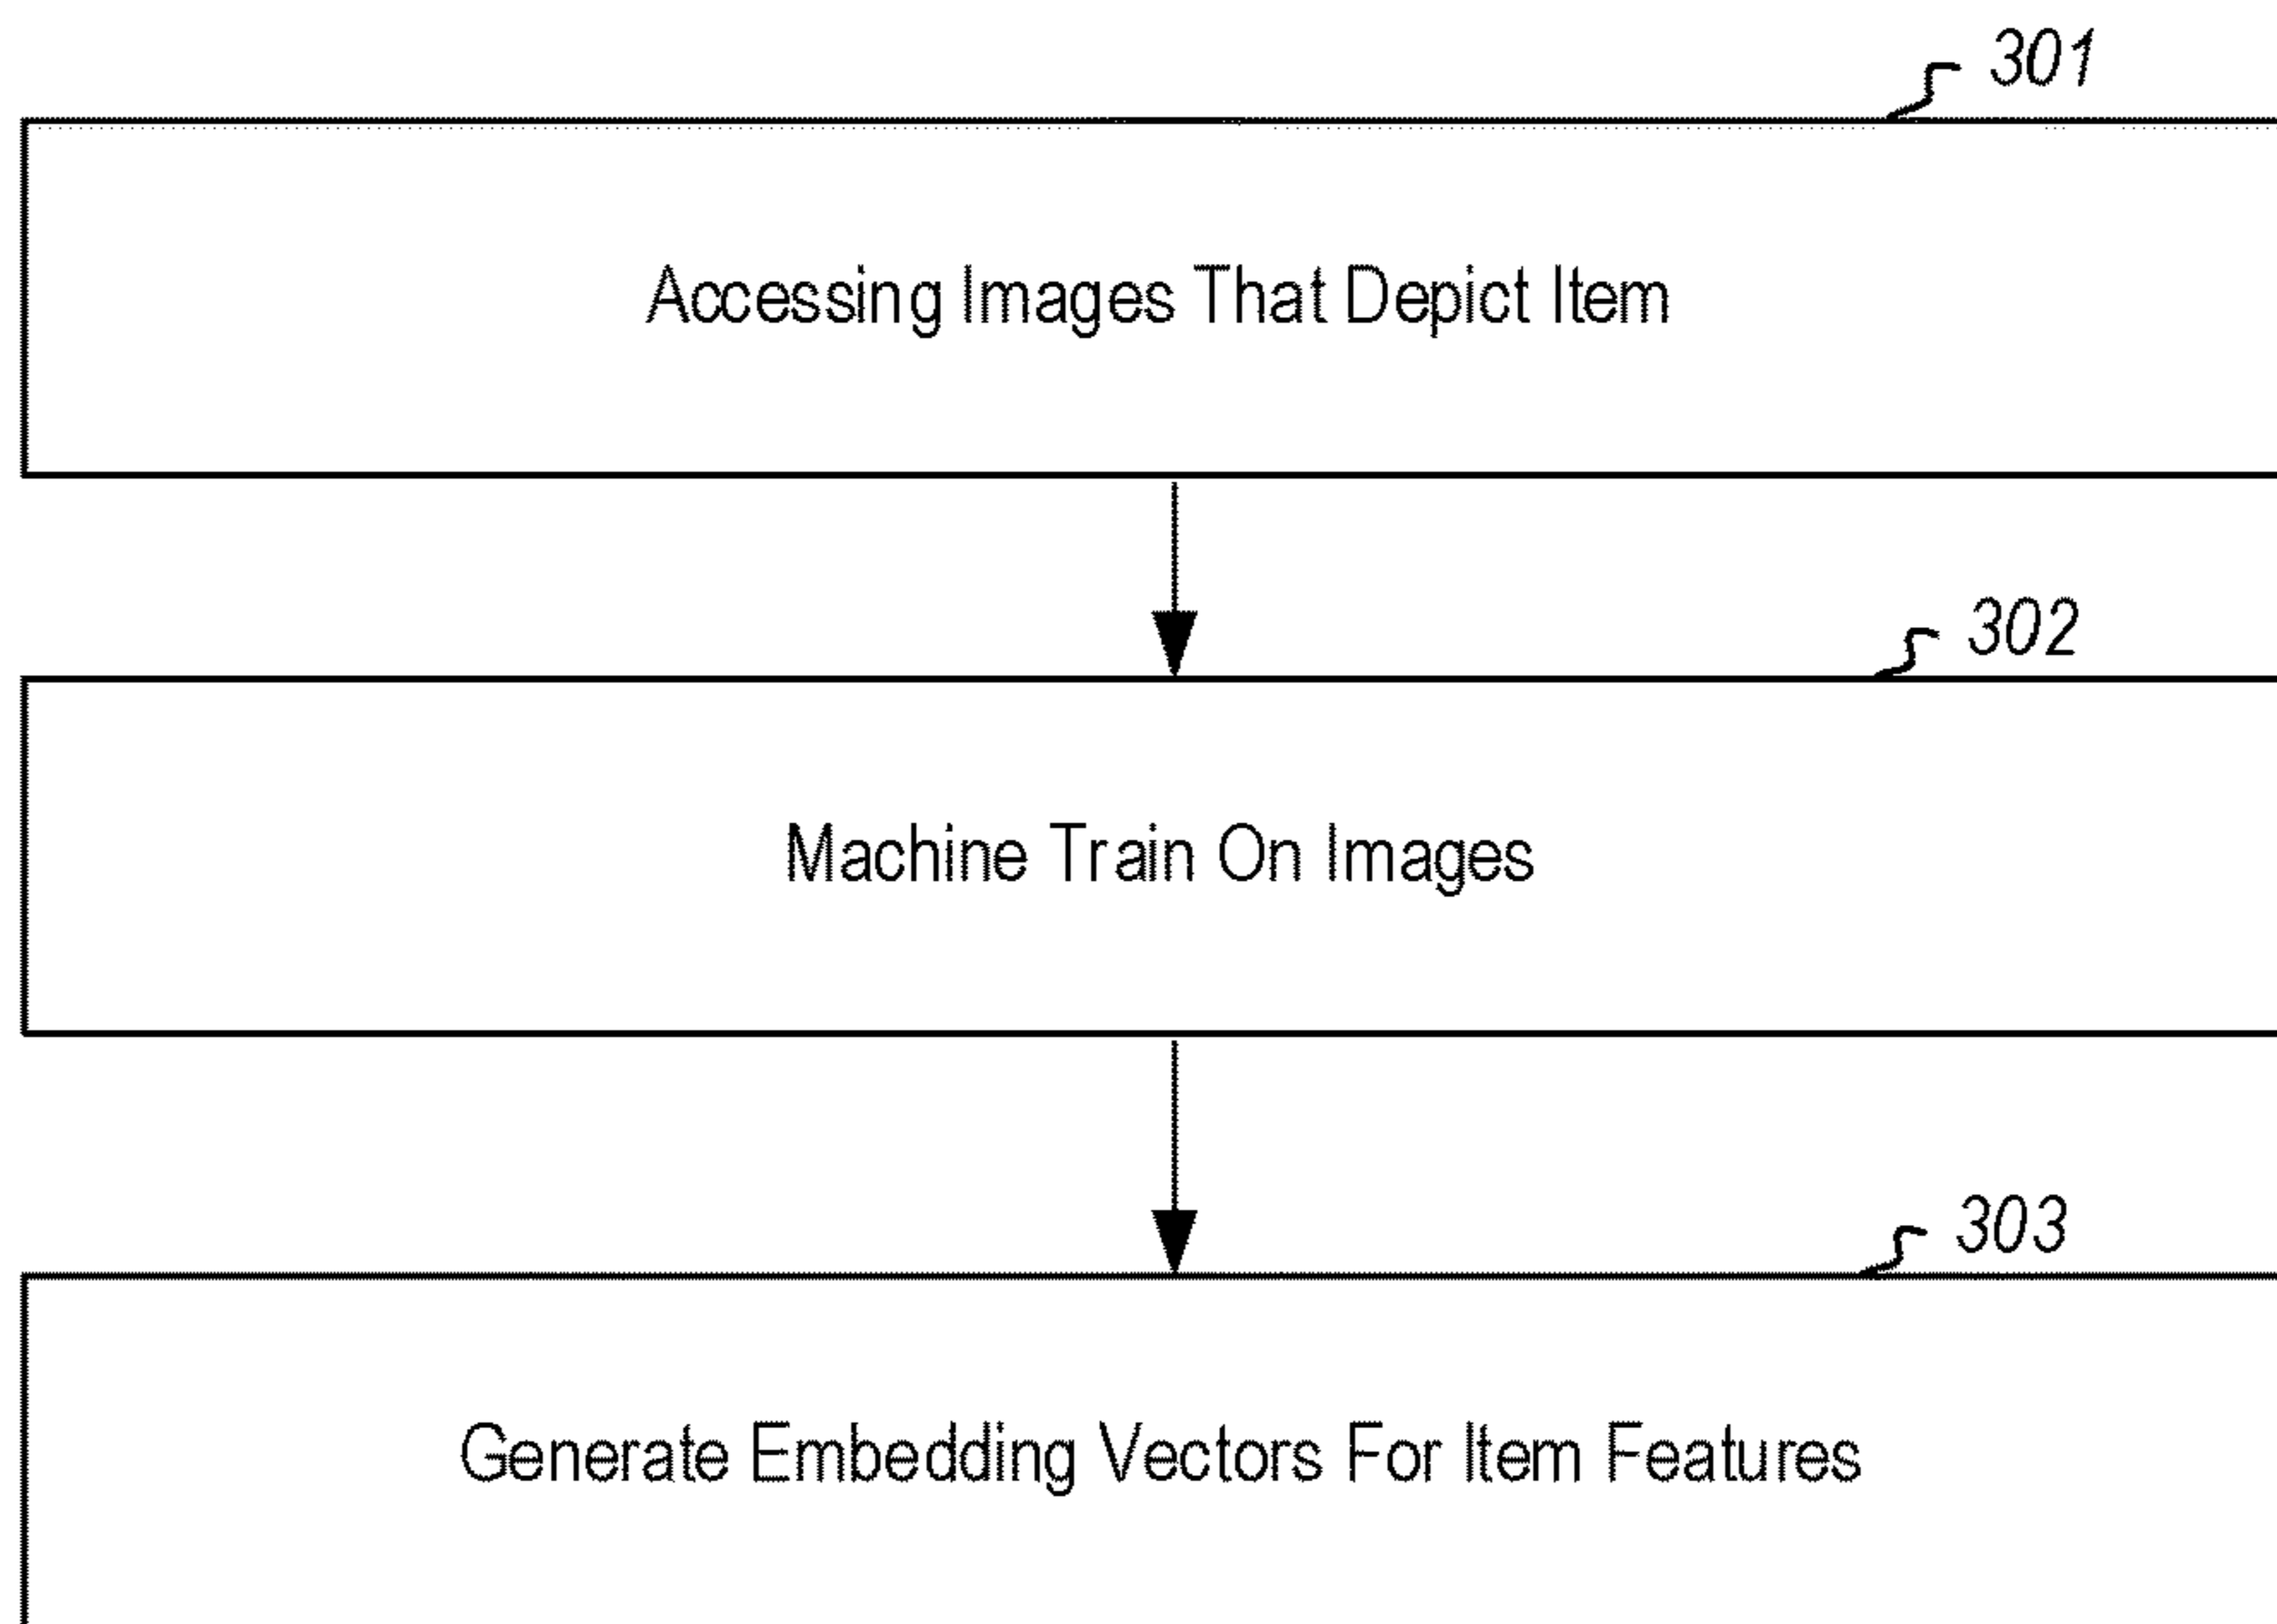 301
Accessing Images That Depict Item
302
Machine Train On Images
303
Generate Embedding Vectors For Item Features